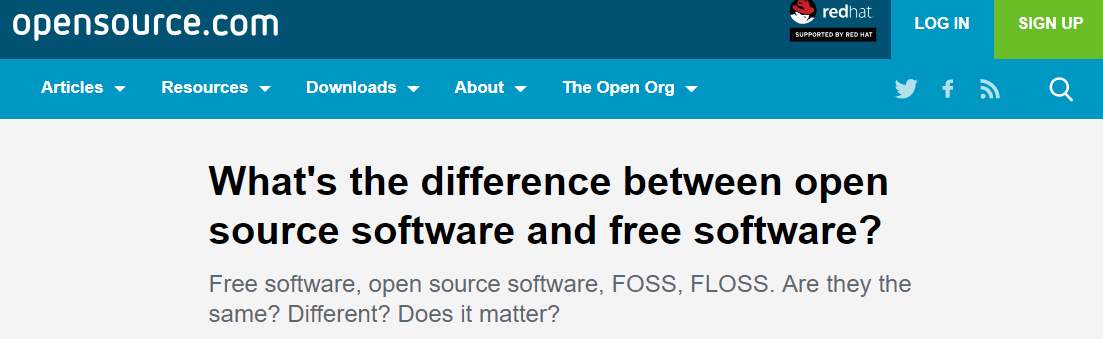 opensource.com
redhat.
SUPPORTED BY RED HAT
LOG IN
SIGN UP
Articles
Resources
Downloads
About
The Open Org
What's the difference between open
source software and free software?
Free software, open source software, FOSS, FLOSS. Are they the
same? Different? Does it matter?